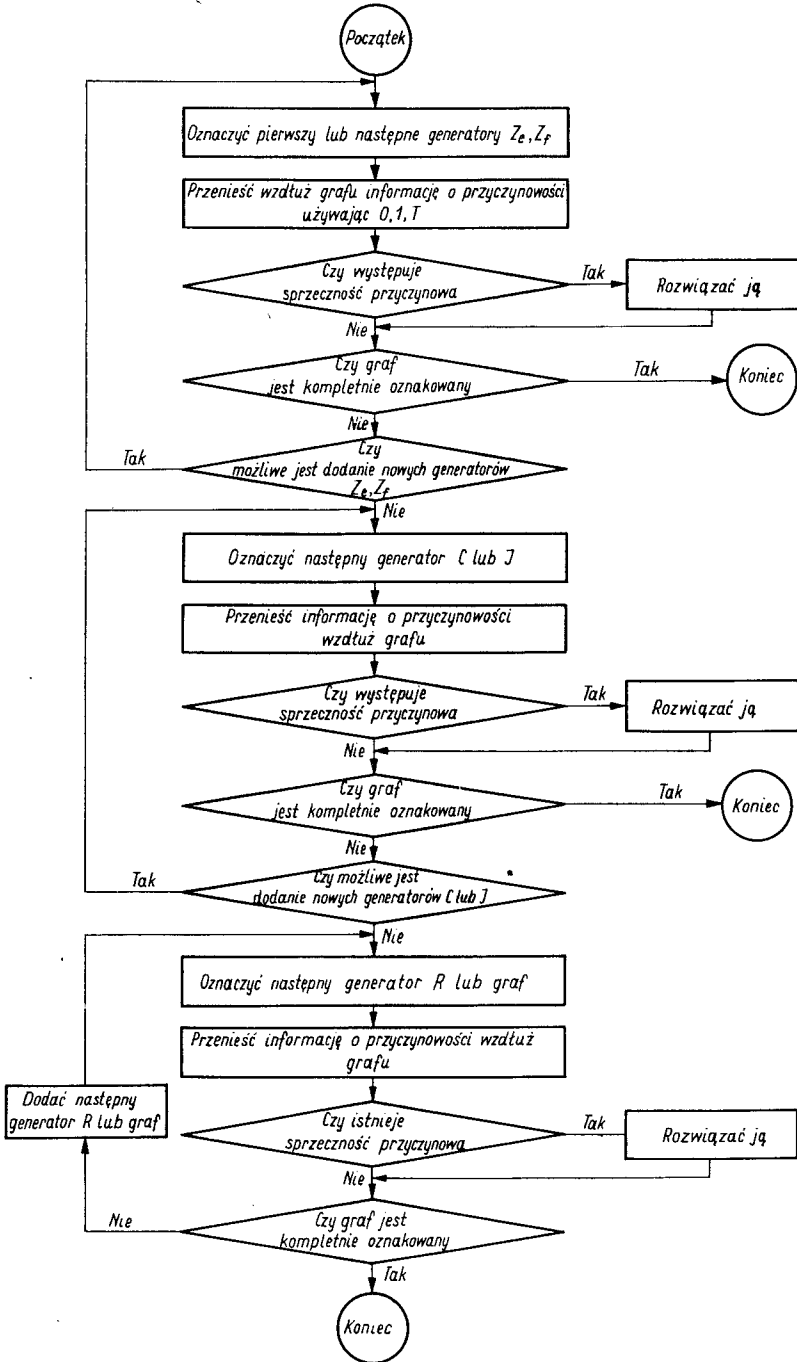 Początek
Oznaczyć pierwszy lub następne generatory Ze, Zf
Przenieść wzdłuż grafu informację o przyczynowości
używając 0, 1, T
Czy występuje
sprzeczność przyczynowa
Tak
Rozwiązać ją
Nie
Czy graf
jest kompletnie oznakowany
Tak
Koniec
Nie
Czy
możliwe jest dodanie nowych generatorów
Ze, Zf
Tak
Nie
Oznaczyć następny generator C lub J
Przenieść informację o przyczynowości
wzdłuż grafu
Czy występuje
sprzeczność przyczynowa
Tak
Rozwiązać ją
Nie
Czy graf
jest kompletnie oznakowany
Tak
Koniec
Nie
Czy możliwe jest
dodanie nowych generatorów C lub J
Tak
Nie
Oznaczyć następny generator R lub graf
Przenieść informację o przyczynowości wzdłuż
grafu
Dodać następny
generator R lub graf
Czy istnieje
sprzeczność przyczynowa
Tak
Rozwiązać ją
Nie
Czy graf jest
kompletnie oznakowany
Nie
Tak
Koniec